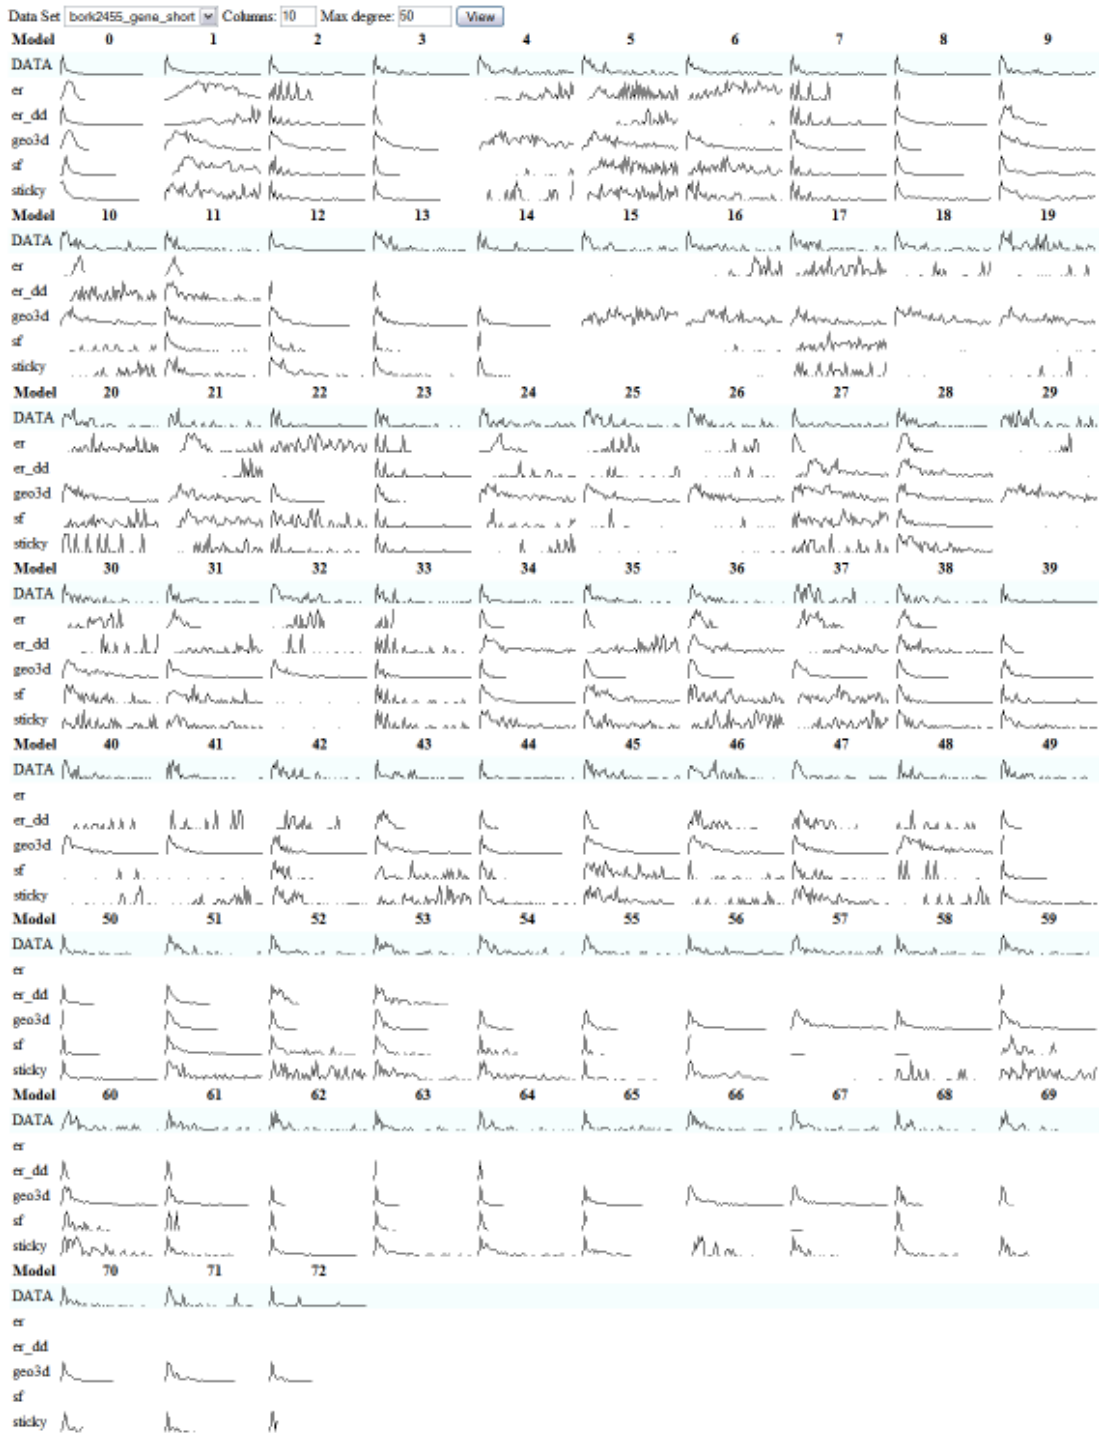 Data Set bork2455_gene_short Columns: 10 Max degree: 50 View
Model 0 1 2 3 4 5 6 7 8 9
DATA
er
er_dd
geo3d
sf
sticky
Model 10 11 12 13 14 15 16 17 18 19
DATA
er
er_dd
geo3d
sf
sticky
Model 20 21 22 23 24 25 26 27 28 29
DATA
er
er_dd
geo3d
sf
sticky
Model 30 31 32 33 34 35 36 37 38 39
DATA
er
er_dd
geo3d
sf
sticky
Model 40 41 42 43 44 45 46 47 48 49
DATA
er
er_dd
geo3d
sf
sticky
Model 50 51 52 53 54 55 56 57 58 59
DATA
er
er_dd
geo3d
sf
sticky
Model 60 61 62 63 64 65 66 67 68 69
DATA
er
er_dd
geo3d
sf
sticky
Model 70 71 72
DATA
er
er_dd
geo3d
sf
sticky